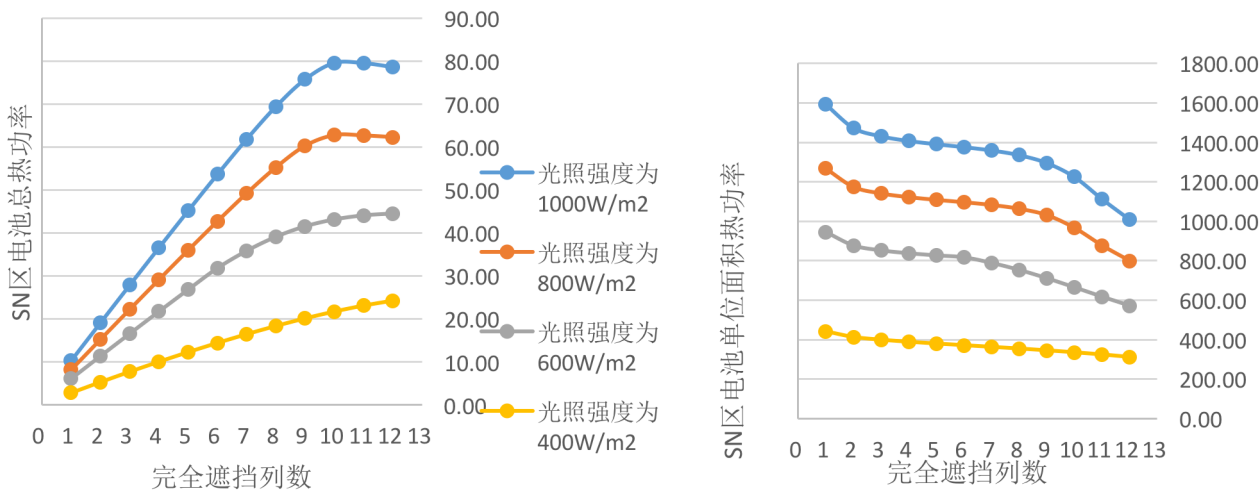 90.00
80.00
70.00
60.00
50.00
40.00
30.00
20.00
10.00
0.00
SN区电池总热功率
0 1 2 3 4 5 6 7 8 9 10 11 12 13
完全遮挡列数
光照强度为
1000W/m2
光照强度为
800W/m2
光照强度为
600W/m2
光照强度为
400W/m2
1800.00
1600.00
1400.00
1200.00
1000.00
800.00
600.00
400.00
200.00
0.00
SN区电池单位面积热功率
0 1 2 3 4 5 6 7 8 9 10 11 12 13
完全遮挡列数